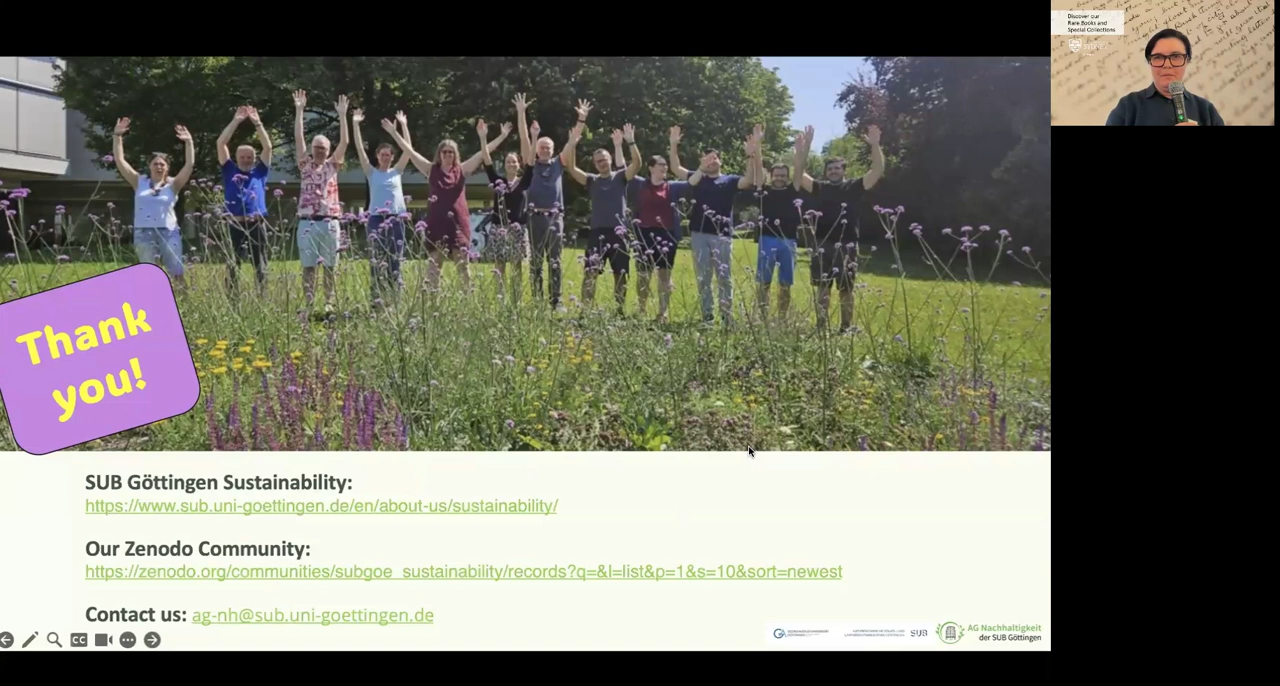 Discover our
Rare Books and
Special Collections
Thank
you!
SUB Göttingen Sustainability:
https://www.sub.uni-goettingen.de/en/about-us/sustainability/
Our Zenodo Community:
https://zenodo.org/communities/subgoe_sustainability/records?q=&l=list&p=1&s=10&sort=newest
Contact us: ag-nh@sub.uni-goettingen.de
CC
SUB
AG Nachhaltigkeit
der SUB Göttingen